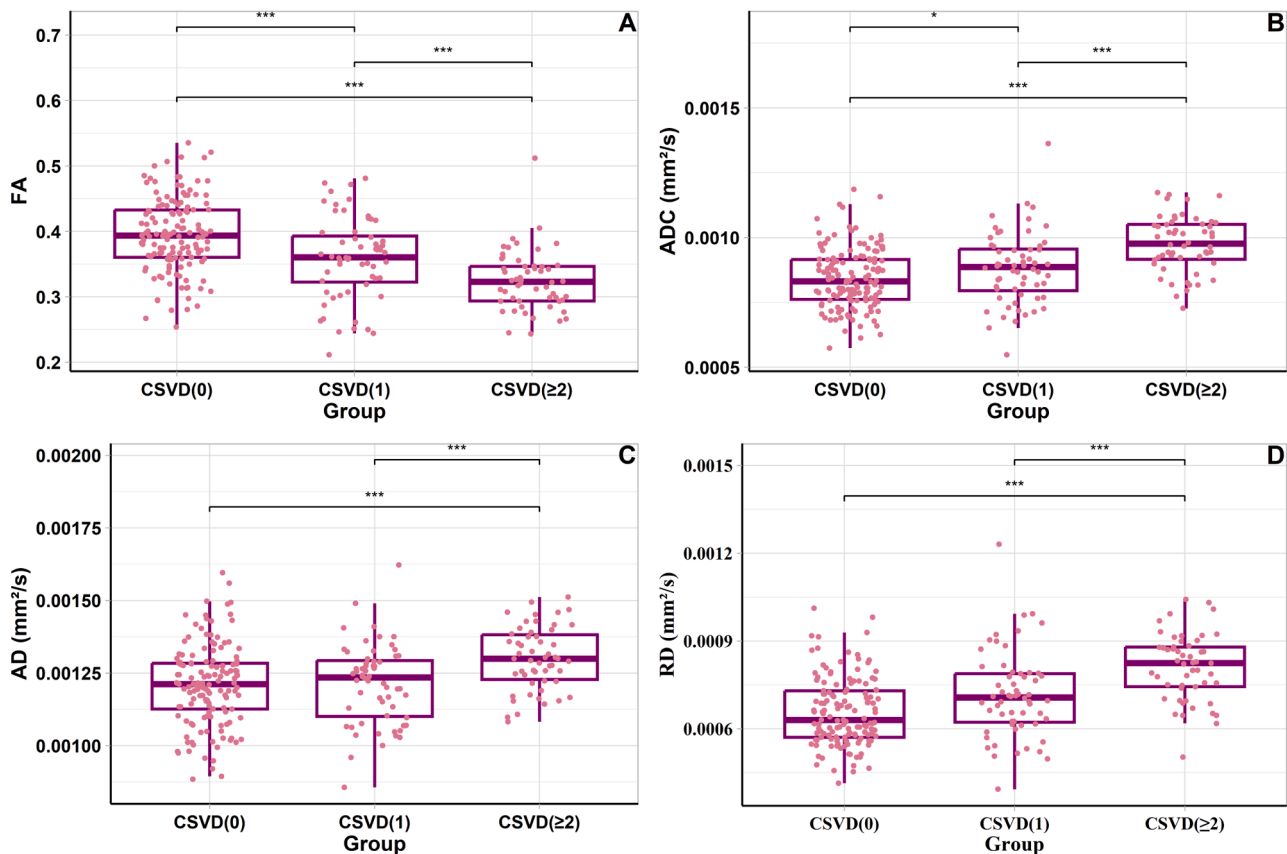 A
***
***
***
0.7
0.6
0.5
0.4
0.3
0.2
FA
CSVD(0) CSVD(1) CSVD(≥2)
Group
B
*
***
***
0.0015
0.0010
0.0005
ADC (mm²/s)
CSVD(0) CSVD(1) CSVD(≥2)
Group
C
***
***
0.00200
0.00175
0.00150
0.00125
0.00100
AD (mm²/s)
CSVD(0) CSVD(1) CSVD(≥2)
Group
D
***
***
0.0015
0.0012
0.0009
0.0006
RD (mm²/s)
CSVD(0) CSVD(1) CSVD(≥2)
Group